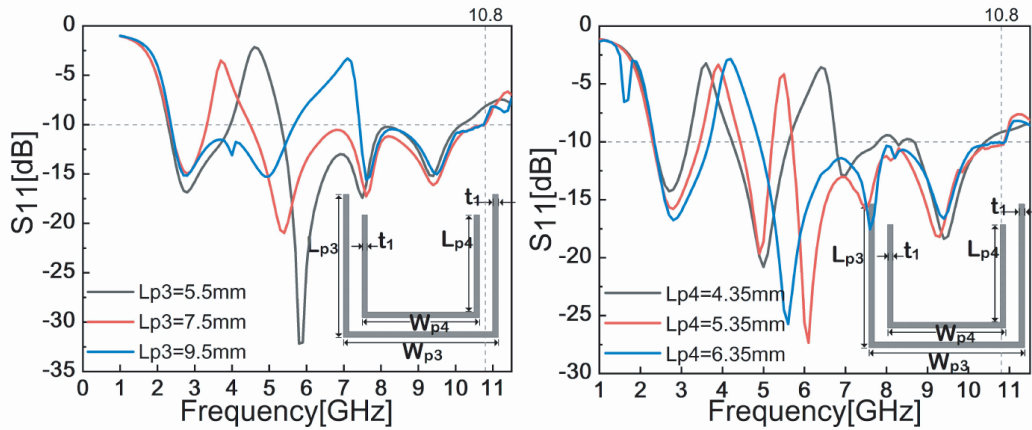 10.8
0
-5
-10
-15
-20
-25
-30
-35
S11[dB]
1 2 3 4 5 6 7 8 9 10 11
Frequency[GHz]
Lp3=5.5mm
Lp3=7.5mm
Lp3=9.5mm
t1
Lp3
t1
Lp4
Wp4
Wp3
10.8
0
-5
-10
-15
-20
-25
-30
S11[dB]
1 2 3 4 5 6 7 8 9 10 11
Frequency[GHz]
Lp4=4.35mm
Lp4=5.35mm
Lp4=6.35mm
t1
Lp3
t1
Lp4
Wp4
Wp3